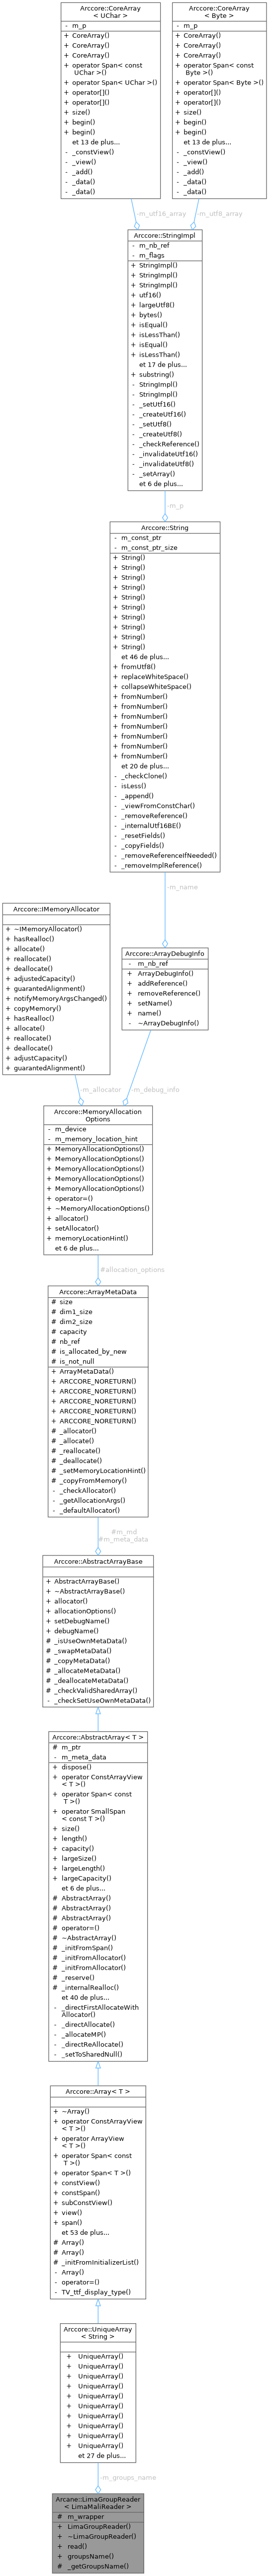 Arccore::CoreArray
< UChar >
- m_p
+ CoreArray()
+ CoreArray()
+ CoreArray()
+ operator Span< const
UChar >()
+ operator Span< UChar >()
+ operator[]()
+ operator[]()
+ size()
+ begin()
+ begin()
et 13 de plus...
- _constView()
- _view()
- _add()
- _data()
- _data()
Arccore::CoreArray
< Byte >
- m_p
+ CoreArray()
+ CoreArray()
+ CoreArray()
+ operator Span< const
Byte >()
+ operator Span< Byte >()
+ operator[]()
+ operator[]()
+ size()
+ begin()
+ begin()
et 13 de plus...
- _constView()
- _view()
- _add()
- _data()
- _data()
-m_utf16_array
-m_utf8_array
Arccore::StringImpl
- m_nb_ref
- m_flags
+ StringImpl()
+ StringImpl()
+ StringImpl()
+ utf16()
+ largeUtf8()
+ bytes()
+ isEqual()
+ isLessThan()
+ isEqual()
+ isLessThan()
et 17 de plus...
+ substring()
- StringImpl()
- StringImpl()
- _setUtf16()
- _createUtf16()
- _setUtf8()
- _createUtf8()
- _checkReference()
- _invalidateUtf16()
- _invalidateUtf8()
- _setArray()
et 6 de plus...
-m_p
Arccore::String
- m_const_ptr
- m_const_ptr_size
+ String()
+ String()
+ String()
+ String()
+ String()
+ String()
+ String()
+ String()
+ String()
+ String()
et 46 de plus...
+ fromUtf8()
+ replaceWhiteSpace()
+ collapseWhiteSpace()
+ fromNumber()
+ fromNumber()
+ fromNumber()
+ fromNumber()
+ fromNumber()
+ fromNumber()
+ fromNumber()
et 20 de plus...
- _checkClone()
- isLess()
- _append()
- _viewFromConstChar()
- _removeReference()
- _internalUtf16BE()
- _resetFields()
- _copyFields()
- _removeReferenceIfNeeded()
- _removeImplReference()
-m_name
Arccore::IMemoryAllocator
+ ~IMemoryAllocator()
+ hasRealloc()
+ allocate()
+ reallocate()
+ deallocate()
+ adjustedCapacity()
+ guarantedAlignment()
+ notifyMemoryArgsChanged()
+ copyMemory()
+ hasRealloc()
+ allocate()
+ reallocate()
+ deallocate()
+ adjustCapacity()
+ guarantedAlignment()
Arccore::ArrayDebugInfo
- m_nb_ref
+ ArrayDebugInfo()
+ addReference()
+ removeReference()
+ setName()
+ name()
- ~ArrayDebugInfo()
-m_allocator
-m_debug_info
Arccore::MemoryAllocation
Options
- m_device
- m_memory_location_hint
+ MemoryAllocationOptions()
+ MemoryAllocationOptions()
+ MemoryAllocationOptions()
+ MemoryAllocationOptions()
+ MemoryAllocationOptions()
+ operator=()
+ ~MemoryAllocationOptions()
+ allocator()
+ setAllocator()
+ memoryLocationHint()
et 6 de plus...
#allocation_options
Arccore::ArrayMetaData
# size
# dim1_size
# dim2_size
# capacity
# nb_ref
# is_allocated_by_new
# is_not_null
+ ArrayMetaData()
+ ARCCORE_NORETURN()
+ ARCCORE_NORETURN()
+ ARCCORE_NORETURN()
+ ARCCORE_NORETURN()
+ ARCCORE_NORETURN()
# _allocator()
# _allocate()
# _reallocate()
# _deallocate()
# _setMemoryLocationHint()
# _copyFromMemory()
- _checkAllocator()
- _getAllocationArgs()
- _defaultAllocator()
#m_md
#m_meta_data
Arccore::AbstractArrayBase
+ AbstractArrayBase()
+ ~AbstractArrayBase()
+ allocator()
+ allocationOptions()
+ setDebugName()
+ debugName()
# _isUseOwnMetaData()
# _swapMetaData()
# _copyMetaData()
# _allocateMetaData()
# _deallocateMetaData()
# _checkValidSharedArray()
- _checkSetUseOwnMetaData()
Arccore::AbstractArray< T >
# m_ptr
- m_meta_data
+ dispose()
+ operator ConstArrayView
< T >()
+ operator Span< const
T >()
+ operator SmallSpan
< const T >()
+ size()
+ length()
+ capacity()
+ largeSize()
+ largeLength()
+ largeCapacity()
et 6 de plus...
# AbstractArray()
# AbstractArray()
# AbstractArray()
# operator=()
# ~AbstractArray()
# _initFromSpan()
# _initFromAllocator()
# _initFromAllocator()
# _reserve()
# _internalRealloc()
et 40 de plus...
- _directFirstAllocateWith
Allocator()
- _directAllocate()
- _allocateMP()
- _directReAllocate()
- _setToSharedNull()
Arccore::Array< T >
+ ~Array()
+ operator ConstArrayView
< T >()
+ operator ArrayView
< T >()
+ operator Span< const
T >()
+ operator Span< T >()
+ constView()
+ constSpan()
+ subConstView()
+ view()
+ span()
et 53 de plus...
# Array()
# Array()
# _initFromInitializerList()
- Array()
- operator=()
- TV_ttf_display_type()
Arccore::UniqueArray
< String >
+ UniqueArray()
+ UniqueArray()
+ UniqueArray()
+ UniqueArray()
+ UniqueArray()
+ UniqueArray()
+ UniqueArray()
+ UniqueArray()
+ UniqueArray()
+ UniqueArray()
et 27 de plus...
-m_groups_name
Arcane::LimaGroupReader
< LimaMaliReader >
# m_wrapper
+ LimaGroupReader()
+ ~LimaGroupReader()
+ read()
+ groupsName()
# _getGroupsName()